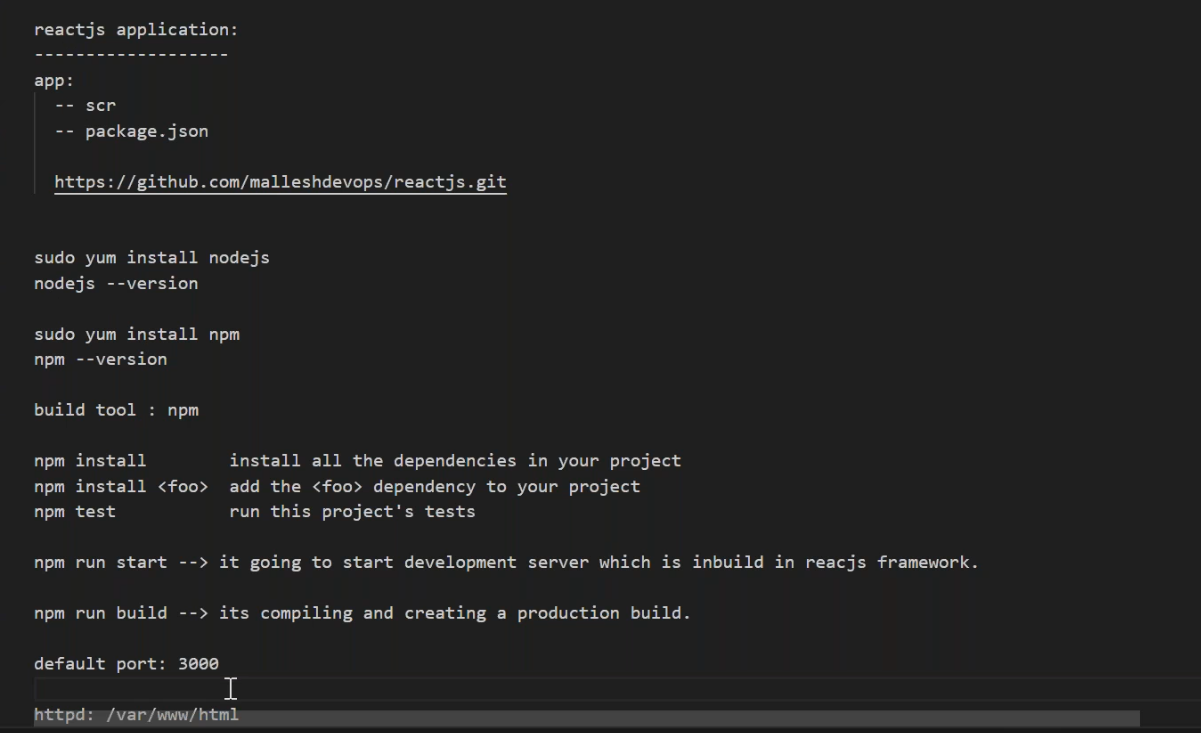 reactjs application:
-------------------
app:
-- scr
-- package.json
https://github.com/malleshdevops/reactjs.git
sudo yum install nodejs
nodejs --version
sudo yum install npm
npm --version
build tool : npm
npm install install all the dependencies in your project
npm install <foo> add the <foo> dependency to your project
npm test run this project's tests
npm run start --> it going to start development server which is inbuild in reacjs framework.
npm run build --> its compiling and creating a production build.
default port: 3000
httpd: /var/www/html